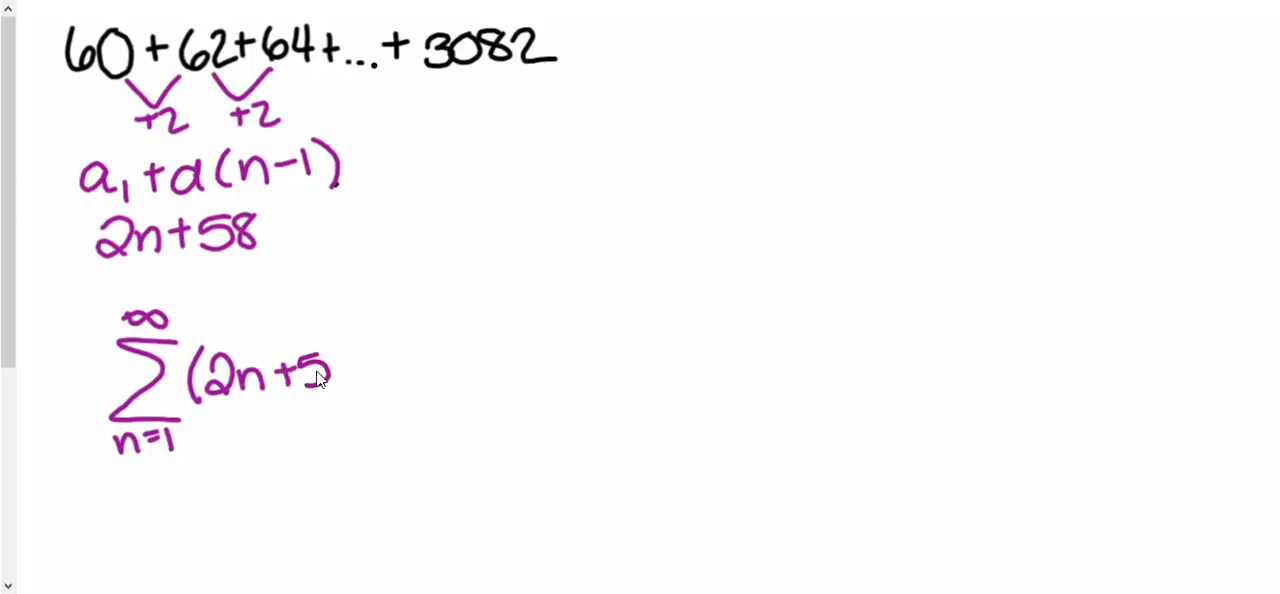 60+62+64+...+3082
+2 +2
a₁+d(n-1)
2n+58
∞
∑(2n+5
n=1